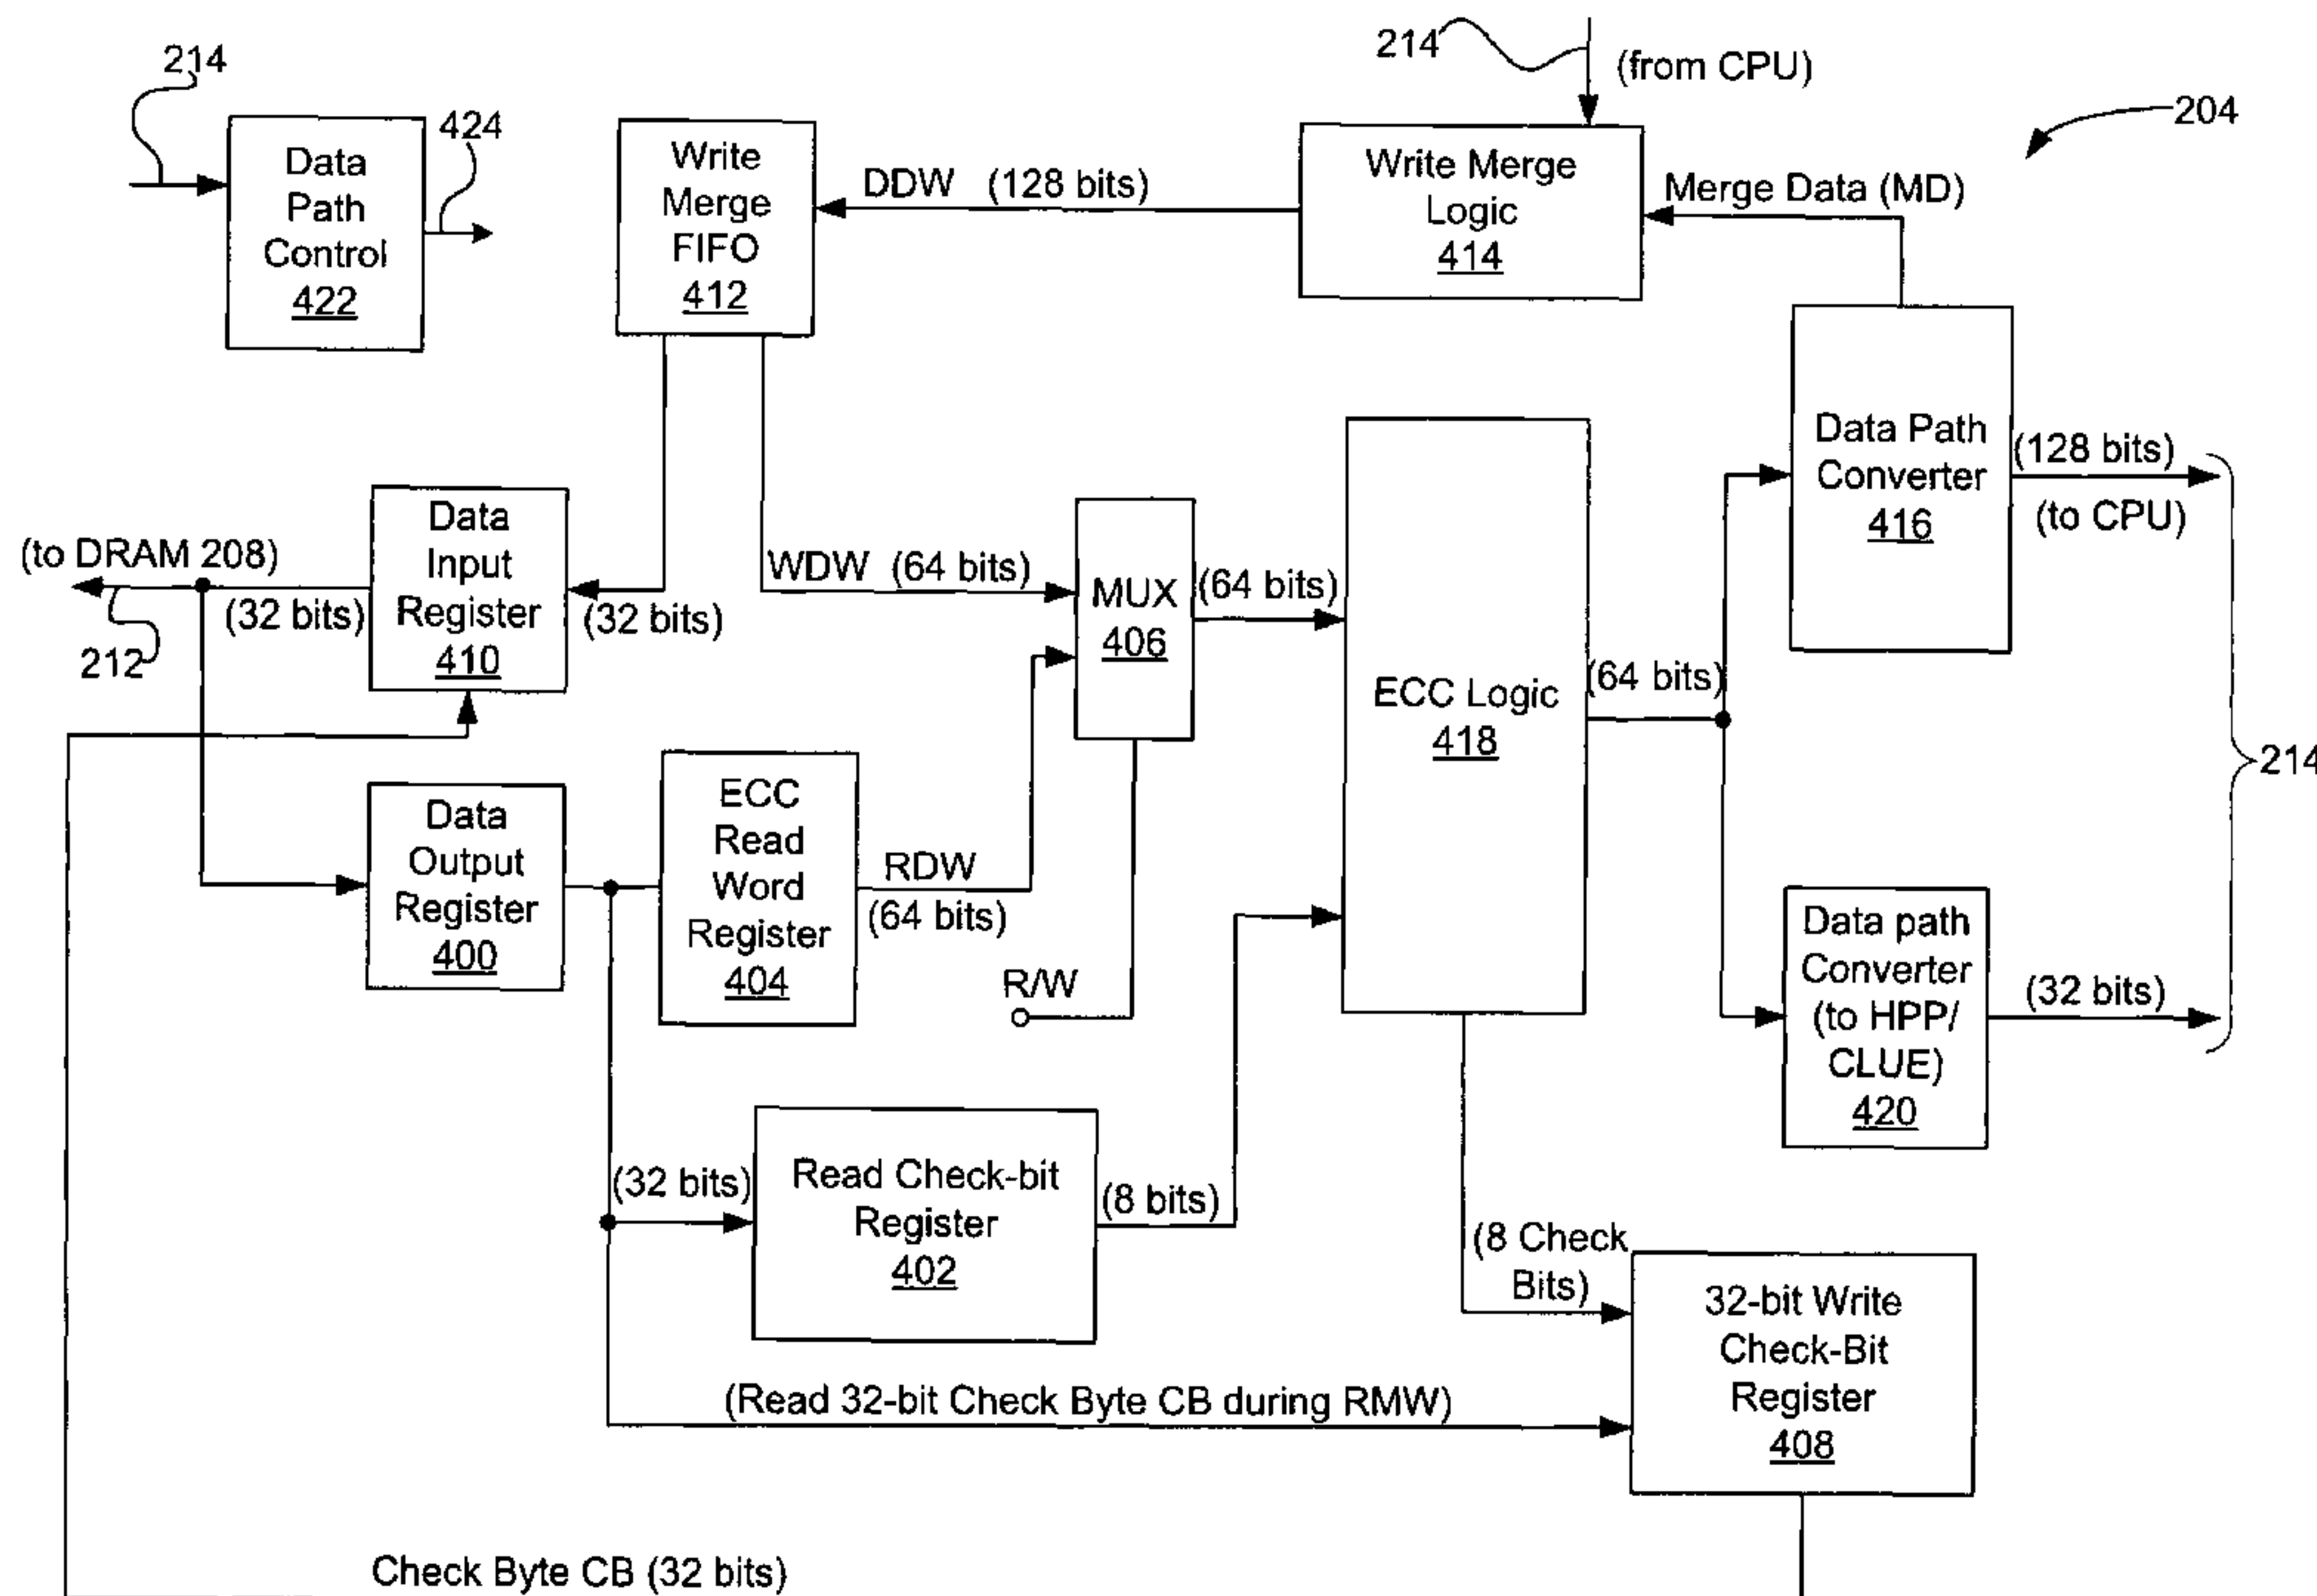 214
(from CPU)
204
214
424
Data
Path
Control
422
Write
Merge
FIFO
412
DDW (128 bits)
Write Merge
Logic
414
Merge Data (MD)
Data Path
Converter
416
(128 bits)
(to CPU)
214
(to DRAM 208)
212
(32 bits)
Data
Input
Register
410
(32 bits)
WDW (64 bits)
MUX
406
(64 bits)
ECC Logic
418
(64 bits)
Data
Output
Register
400
ECC
Read
Word
Register
404
RDW
(64 bits)
R/W
Data path
Converter
(to HPP/
CLUE)
420
(32 bits)
(32 bits)
Read Check-bit
Register
402
(8 bits)
(8 Check
Bits)
32-bit Write
Check-Bit
Register
408
(Read 32-bit Check Byte CB during RMW)
Check Byte CB (32 bits)